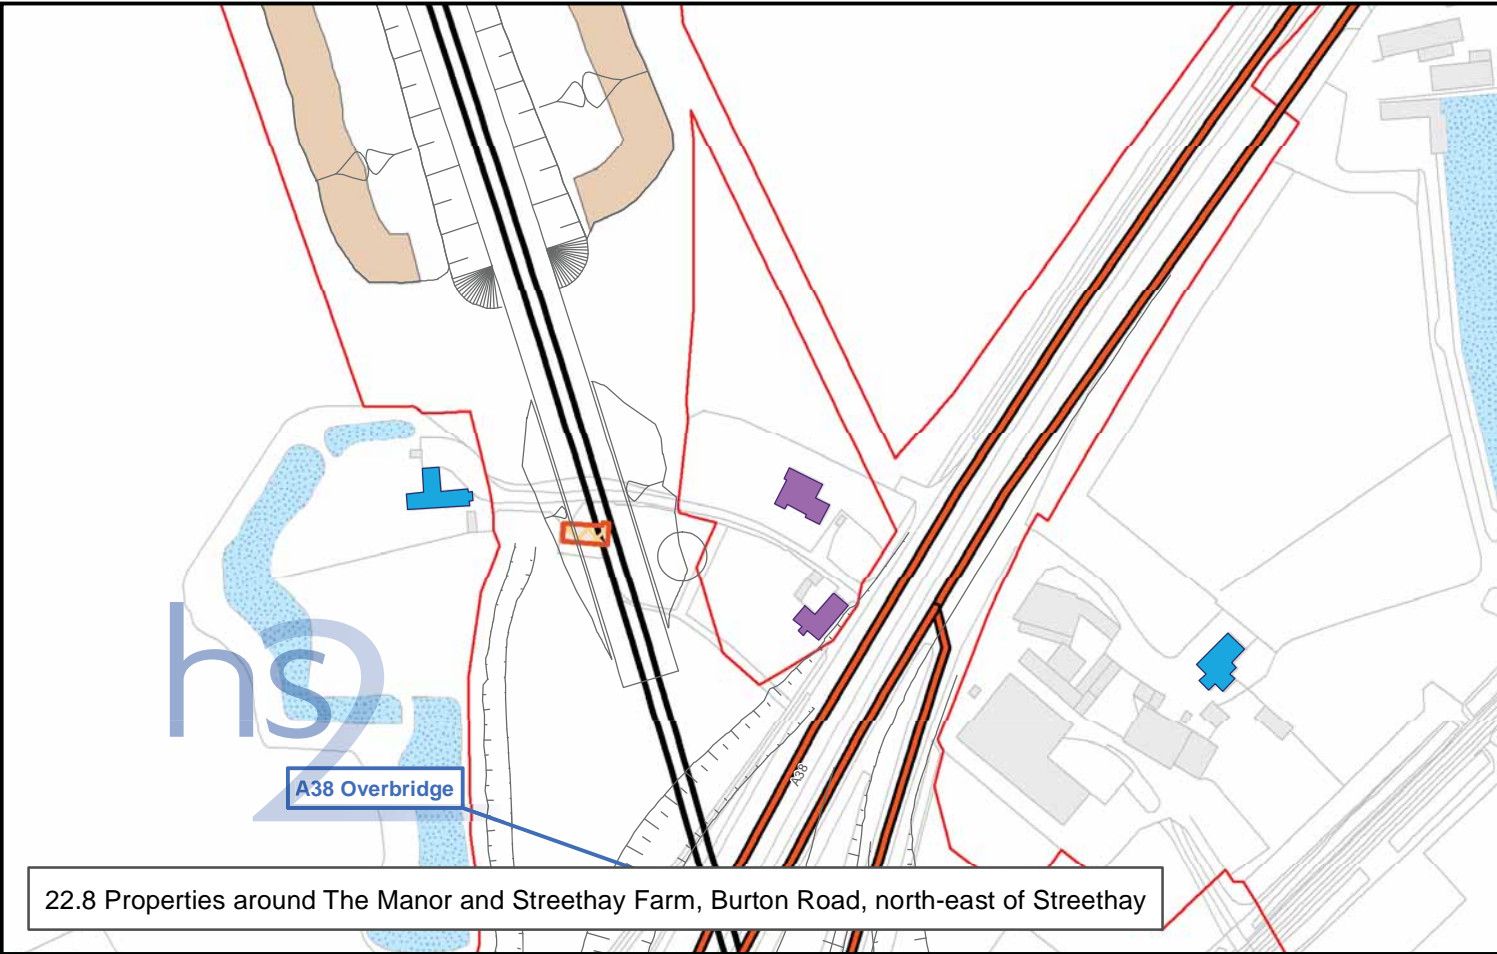 A38
hs2
A38 Overbridge
22.8 Properties around The Manor and Streethay Farm, Burton Road, north-east of Streethay